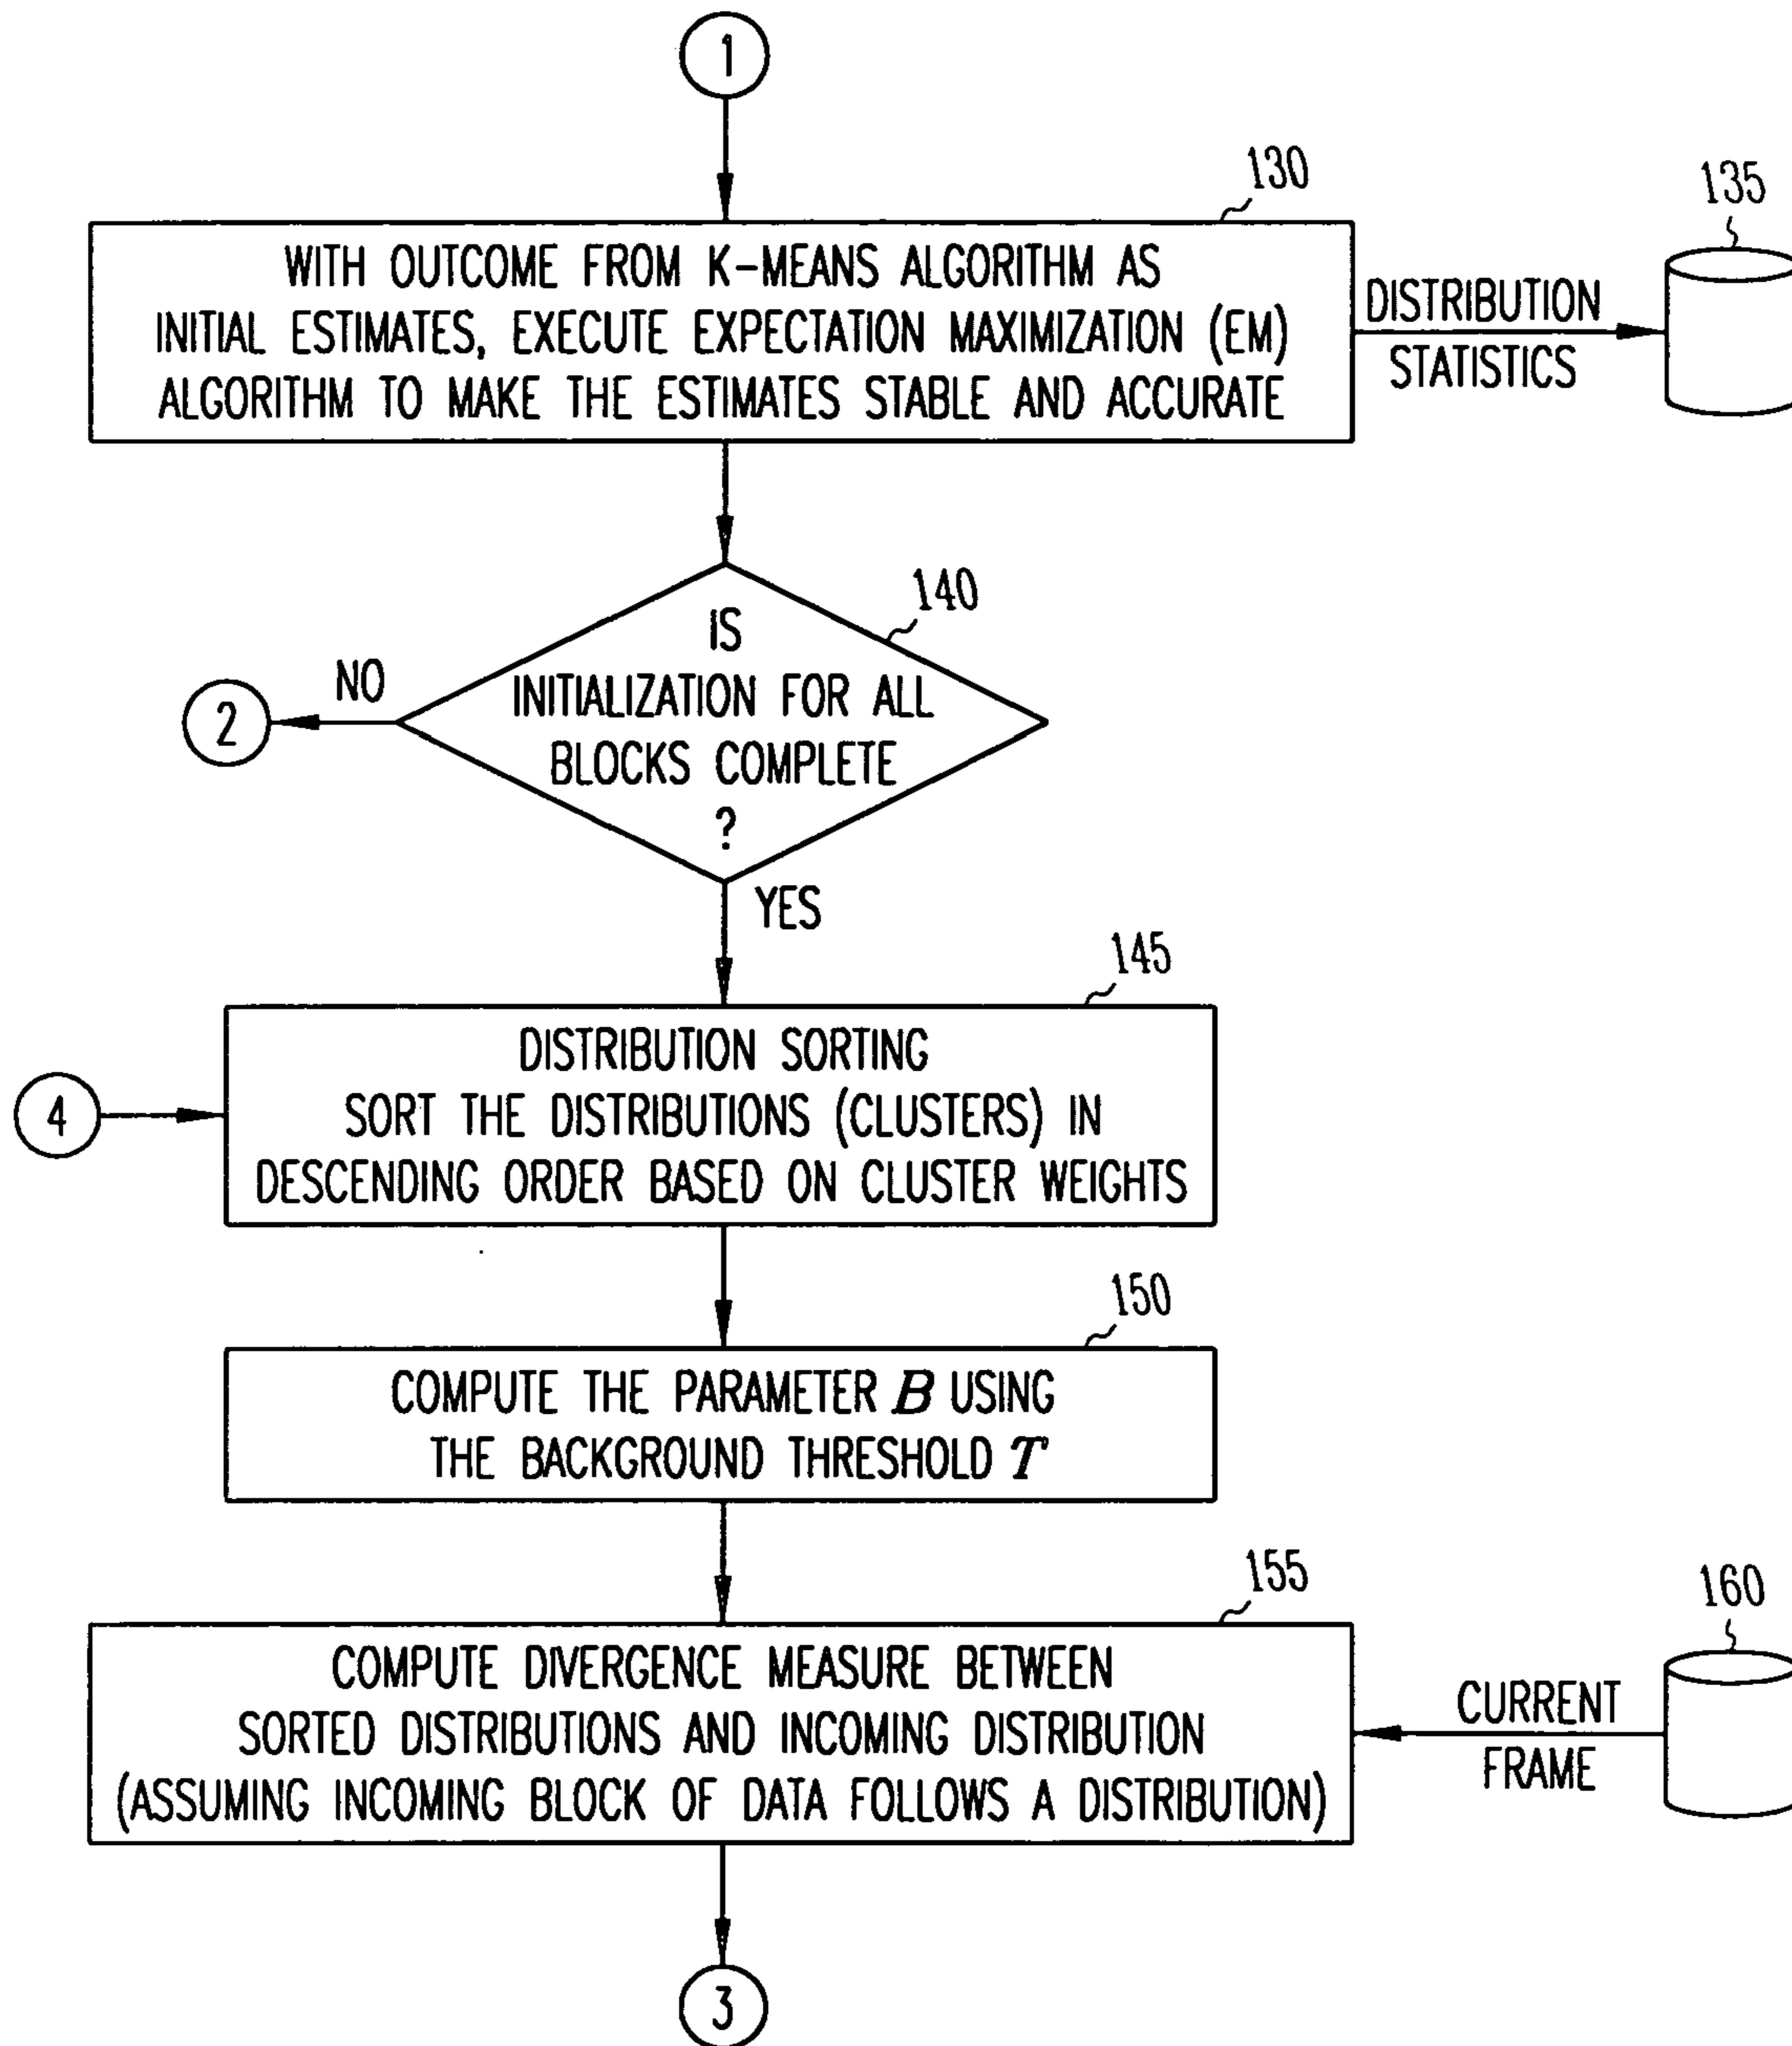 1
130
135
WITH OUTCOME FROM K-MEANS ALGORITHM AS
INITIAL ESTIMATES, EXECUTE EXPECTATION MAXIMIZATION (EM)
ALGORITHM TO MAKE THE ESTIMATES STABLE AND ACCURATE
DISTRIBUTION
STATISTICS
140
IS
INITIALIZATION FOR ALL
BLOCKS COMPLETE
?
NO
2
YES
145
4
DISTRIBUTION SORTING
SORT THE DISTRIBUTIONS (CLUSTERS) IN
DESCENDING ORDER BASED ON CLUSTER WEIGHTS
150
COMPUTE THE PARAMETER B USING
THE BACKGROUND THRESHOLD T
155
160
COMPUTE DIVERGENCE MEASURE BETWEEN
SORTED DISTRIBUTIONS AND INCOMING DISTRIBUTION
(ASSUMING INCOMING BLOCK OF DATA FOLLOWS A DISTRIBUTION)
CURRENT
FRAME
3